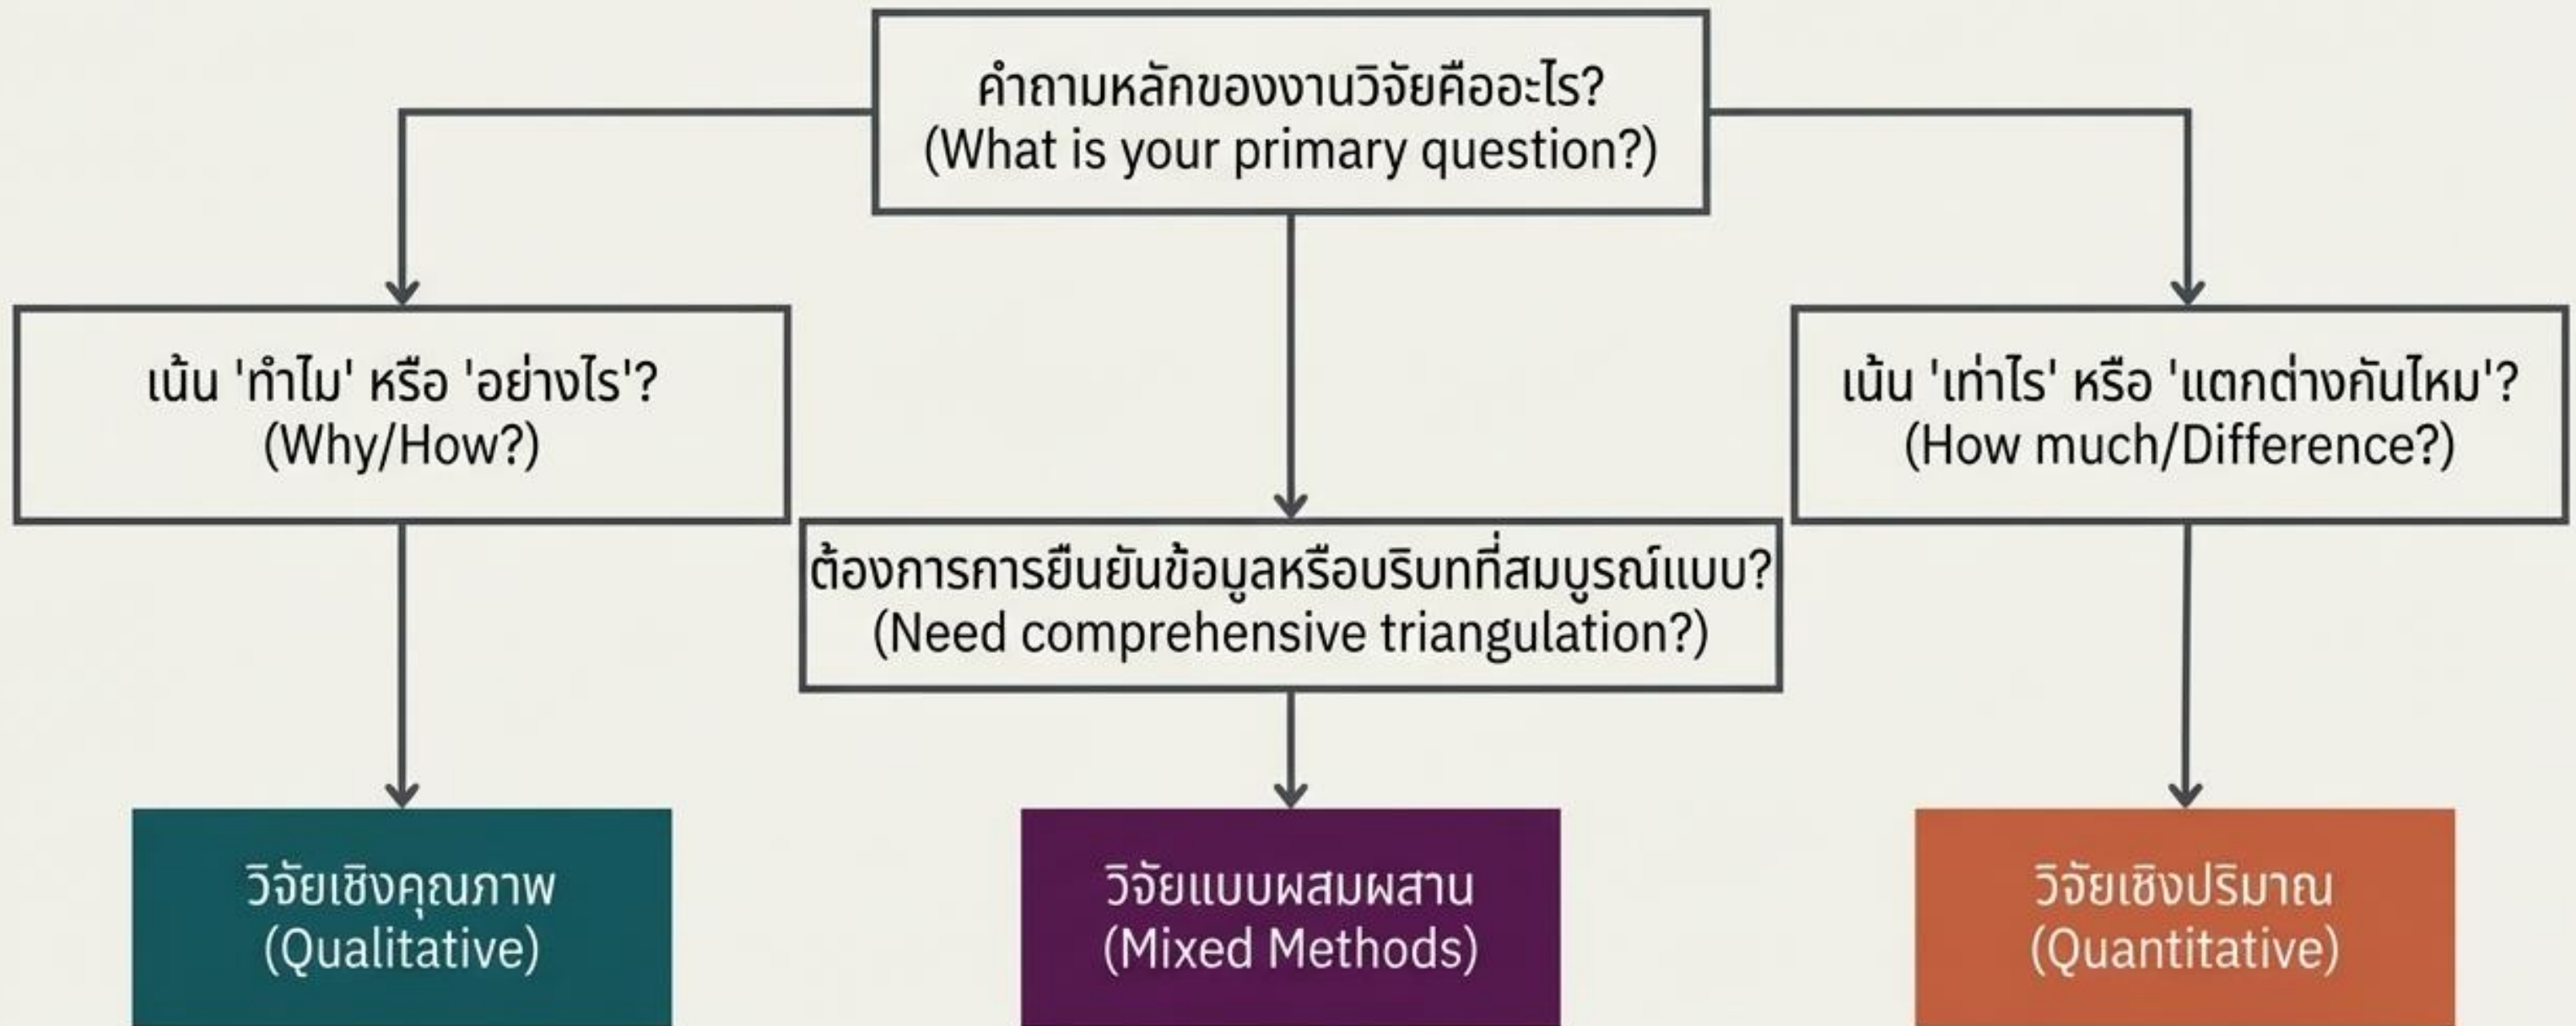 คำถามหลักของงานวิจัยคืออะไร?
(What is your primary question?)
เน้น 'ทำไม' หรือ 'อย่างไร'?
(Why/How?)
เน้น 'เท่าไร' หรือ 'แตกต่างกันไหม'?
(How much/Difference?)
ต้องการการยืนยันข้อมูลหรือบริบทที่สมบูรณ์แบบ?
(Need comprehensive triangulation?)
วิจัยเชิงคุณภาพ
(Qualitative)
วิจัยแบบผสมผสาน
(Mixed Methods)
วิจัยเชิงปริมาณ
(Quantitative)